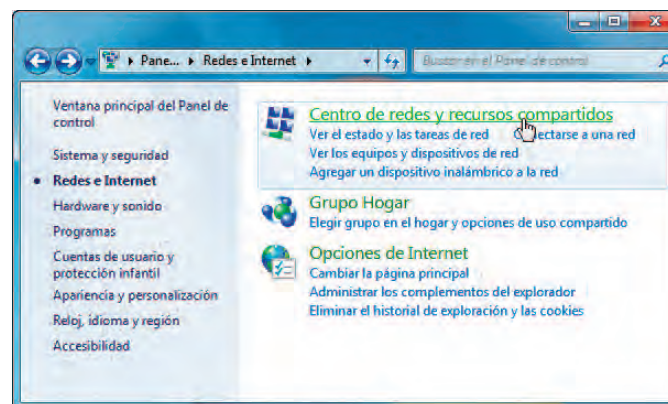 Pane... ▸ Redes e Internet ▸
Buscar en el Panel de control
Ventana principal del Panel de
control
Sistema y seguridad
Redes e Internet
Hardware y sonido
Programas
Cuentas de usuario y
protección infantil
Apariencia y personalización
Reloj, idioma y región
Accesibilidad
Centro de redes y recursos compartidos
Ver el estado y las tareas de red
Conectarse a una red
Ver los equipos y dispositivos de red
Agregar un dispositivo inalámbrico a la red
Grupo Hogar
Elegir grupo en el hogar y opciones de uso compartido
Opciones de Internet
Cambiar la página principal
Administrar los complementos del explorador
Eliminar el historial de exploración y las cookies